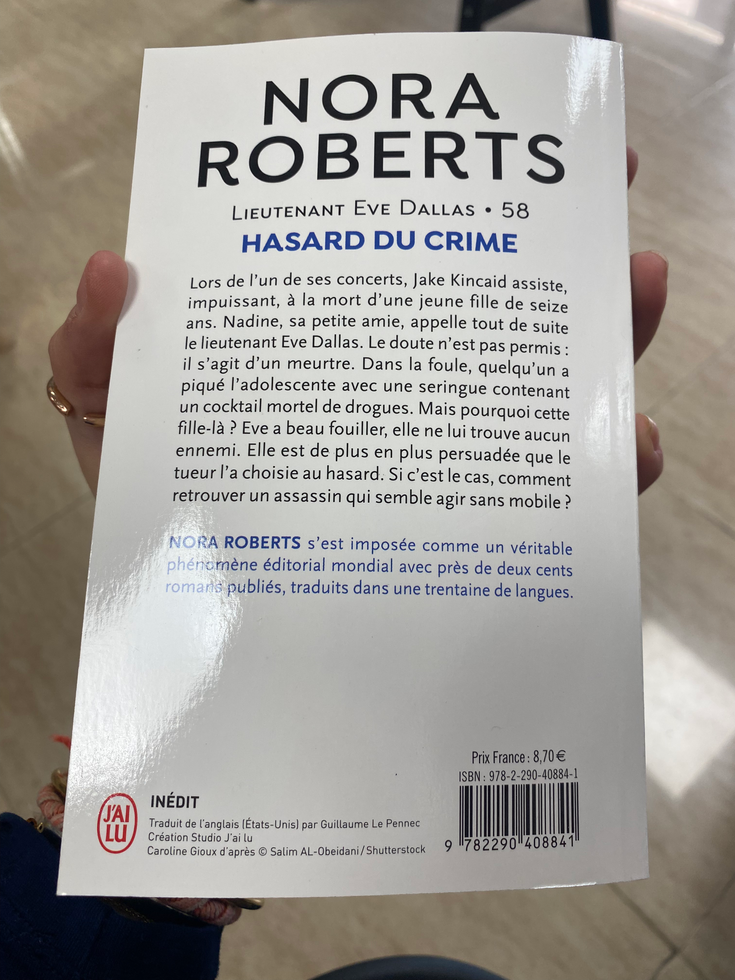 NORA
ROBERTS
LIEUTENANT EVE DALLAS • 58
HASARD DU CRIME
Lors de l'un de ses concerts, Jake Kincaid assiste,
impuissant, à la mort d'une jeune fille de seize
ans. Nadine, sa petite amie, appelle tout de suite
le lieutenant Eve Dallas. Le doute n'est pas permis :
il s'agit d'un meurtre. Dans la foule, quelqu'un a
piqué l'adolescente avec une seringue contenant
un cocktail mortel de drogues. Mais pourquoi cette
fille-là ? Eve a beau fouiller, elle ne lui trouve aucun
ennemi. Elle est de plus en plus persuadée que le
tueur l'a choisie au hasard. Si c'est le cas, comment
retrouver un assassin qui semble agir sans mobile ?
NORA ROBERTS s'est imposée comme un véritable
phénomène éditorial mondial avec près de deux cents
romans publiés, traduits dans une trentaine de langues.
Prix France : 8,70 €
ISBN : 978-2-290-40884-1
9 782290 408841
J'AI
LU
INÉDIT
Traduit de l'anglais (États-Unis) par Guillaume Le Pennec
Création Studio J'ai lu
Caroline Gioux d'après © Salim AL-Obeidani / Shutterstock